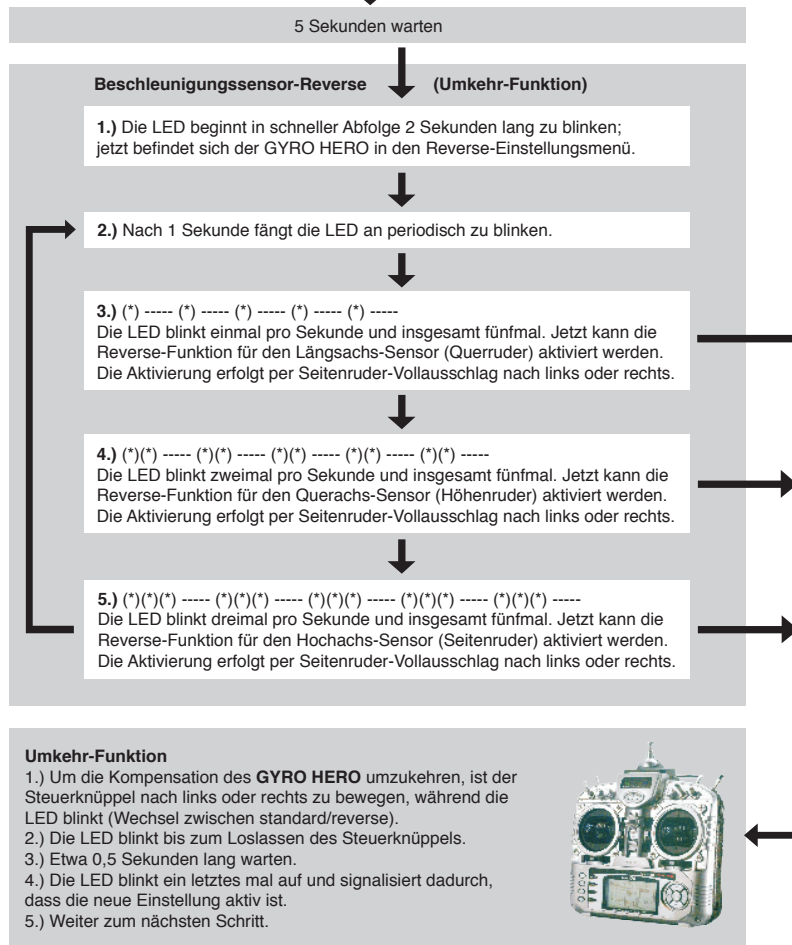 5 Sekunden warten
Beschleunigungssensor-Reverse (Umkehr-Funktion)
1.) Die LED beginnt in schneller Abfolge 2 Sekunden lang zu blinken;
jetzt befindet sich der GYRO HERO in den Reverse-Einstellungsmenü.
2.) Nach 1 Sekunde fängt die LED an periodisch zu blinken.
3.) (*) ----- (*) ----- (*) ----- (*) ----- (*) -----
Die LED blinkt einmal pro Sekunde und insgesamt fünfmal. Jetzt kann die
Reverse-Funktion für den Längsachs-Sensor (Querruder) aktiviert werden.
Die Aktivierung erfolgt per Seitenruder-Vollausschlag nach links oder rechts.
4.) (*)(*) ----- (*)(*) ----- (*)(*) ----- (*)(*) ----- (*)(*) -----
Die LED blinkt zweimal pro Sekunde und insgesamt fünfmal. Jetzt kann die
Reverse-Funktion für den Querachs-Sensor (Höhenruder) aktiviert werden.
Die Aktivierung erfolgt per Seitenruder-Vollausschlag nach links oder rechts.
5.) (*)(*)(*) ----- (*)(*)(*) ----- (*)(*)(*) ----- (*)(*)(*) ----- (*)(*)(*) -----
Die LED blinkt dreimal pro Sekunde und insgesamt fünfmal. Jetzt kann die
Reverse-Funktion für den Hochachs-Sensor (Seitenruder) aktiviert werden.
Die Aktivierung erfolgt per Seitenruder-Vollausschlag nach links oder rechts.
Umkehr-Funktion
1.) Um die Kompensation des GYRO HERO umzukehren, ist der
Steuerknüppel nach links oder rechts zu bewegen, während die
LED blinkt (Wechsel zwischen standard/reverse).
2.) Die LED blinkt bis zum Loslassen des Steuerknüppels.
3.) Etwa 0,5 Sekunden lang warten.
4.) Die LED blinkt ein letztes mal auf und signalisiert dadurch,
dass die neue Einstellung aktiv ist.
5.) Weiter zum nächsten Schritt.